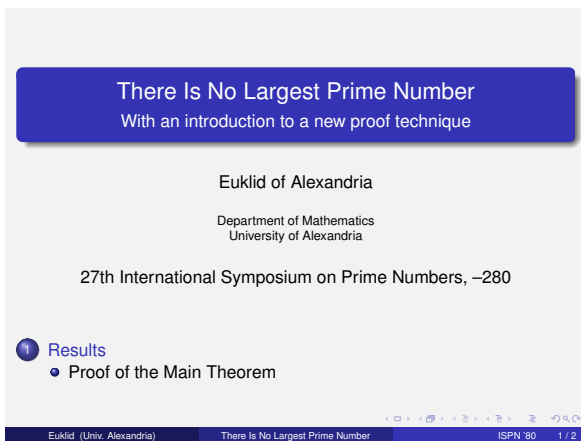 There Is No Largest Prime Number
With an introduction to a new proof technique
Euklid of Alexandria
Department of Mathematics
University of Alexandria
27th International Symposium on Prime Numbers, –280
1 Results
Proof of the Main Theorem
Euklid (Univ. Alexandria) There Is No Largest Prime Number ISPN '80 1 / 2